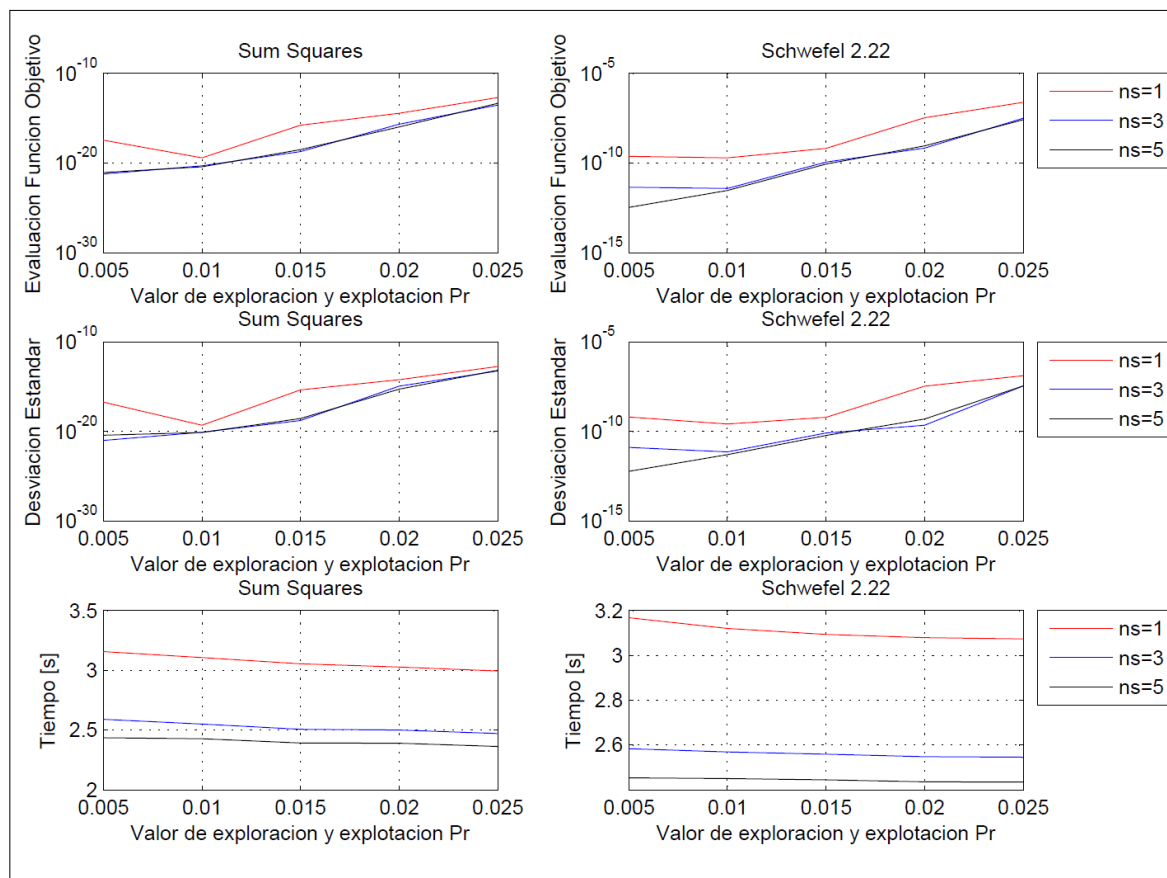 Sum Squares
Evaluacion Funcion Objetivo
10^-10
10^-20
10^-30
0.005 0.01 0.015 0.02 0.025
Valor de exploracion y explotacion Pr
Schwefel 2.22
Evaluacion Funcion Objetivo
10^-5
10^-10
10^-15
0.005 0.01 0.015 0.02 0.025
Valor de exploracion y explotacion Pr
ns=1
ns=3
ns=5
Sum Squares
Desviacion Estandar
10^-10
10^-20
10^-30
0.005 0.01 0.015 0.02 0.025
Valor de exploracion y explotacion Pr
Schwefel 2.22
Desviacion Estandar
10^-5
10^-10
10^-15
0.005 0.01 0.015 0.02 0.025
Valor de exploracion y explotacion Pr
ns=1
ns=3
ns=5
Sum Squares
Tiempo [s]
3.5
3
2.5
2
0.005 0.01 0.015 0.02 0.025
Valor de exploracion y explotacion Pr
Schwefel 2.22
Tiempo [s]
3.2
3
2.8
2.6
0.005 0.01 0.015 0.02 0.025
Valor de exploracion y explotacion Pr
ns=1
ns=3
ns=5